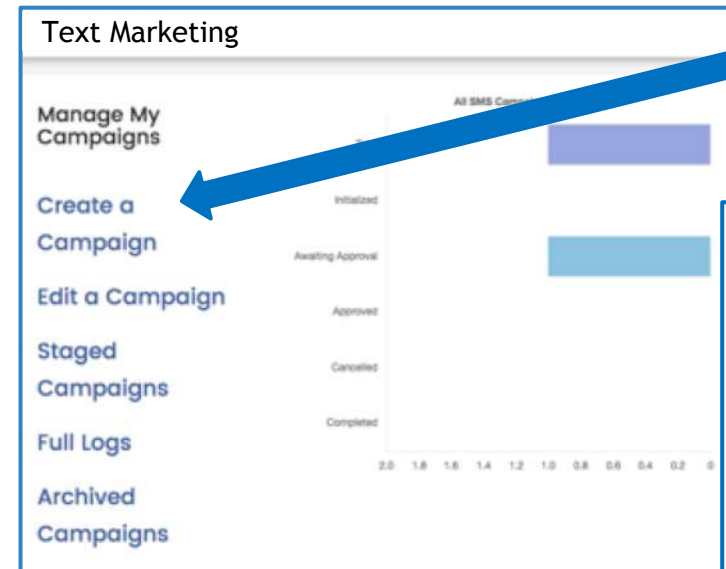 Text Marketing
All SMS
Manage My
Campaigns
Create a
Campaign
Initialized
Awaiting Approval
Edit a Campaign
Approved
Staged
Campaigns
Cancelled
Full Logs
Completed
2.0 1.8 1.6 1.4 1.2 1.0 0.8 0.6 0.4 0.2 0
Archived
Campaigns